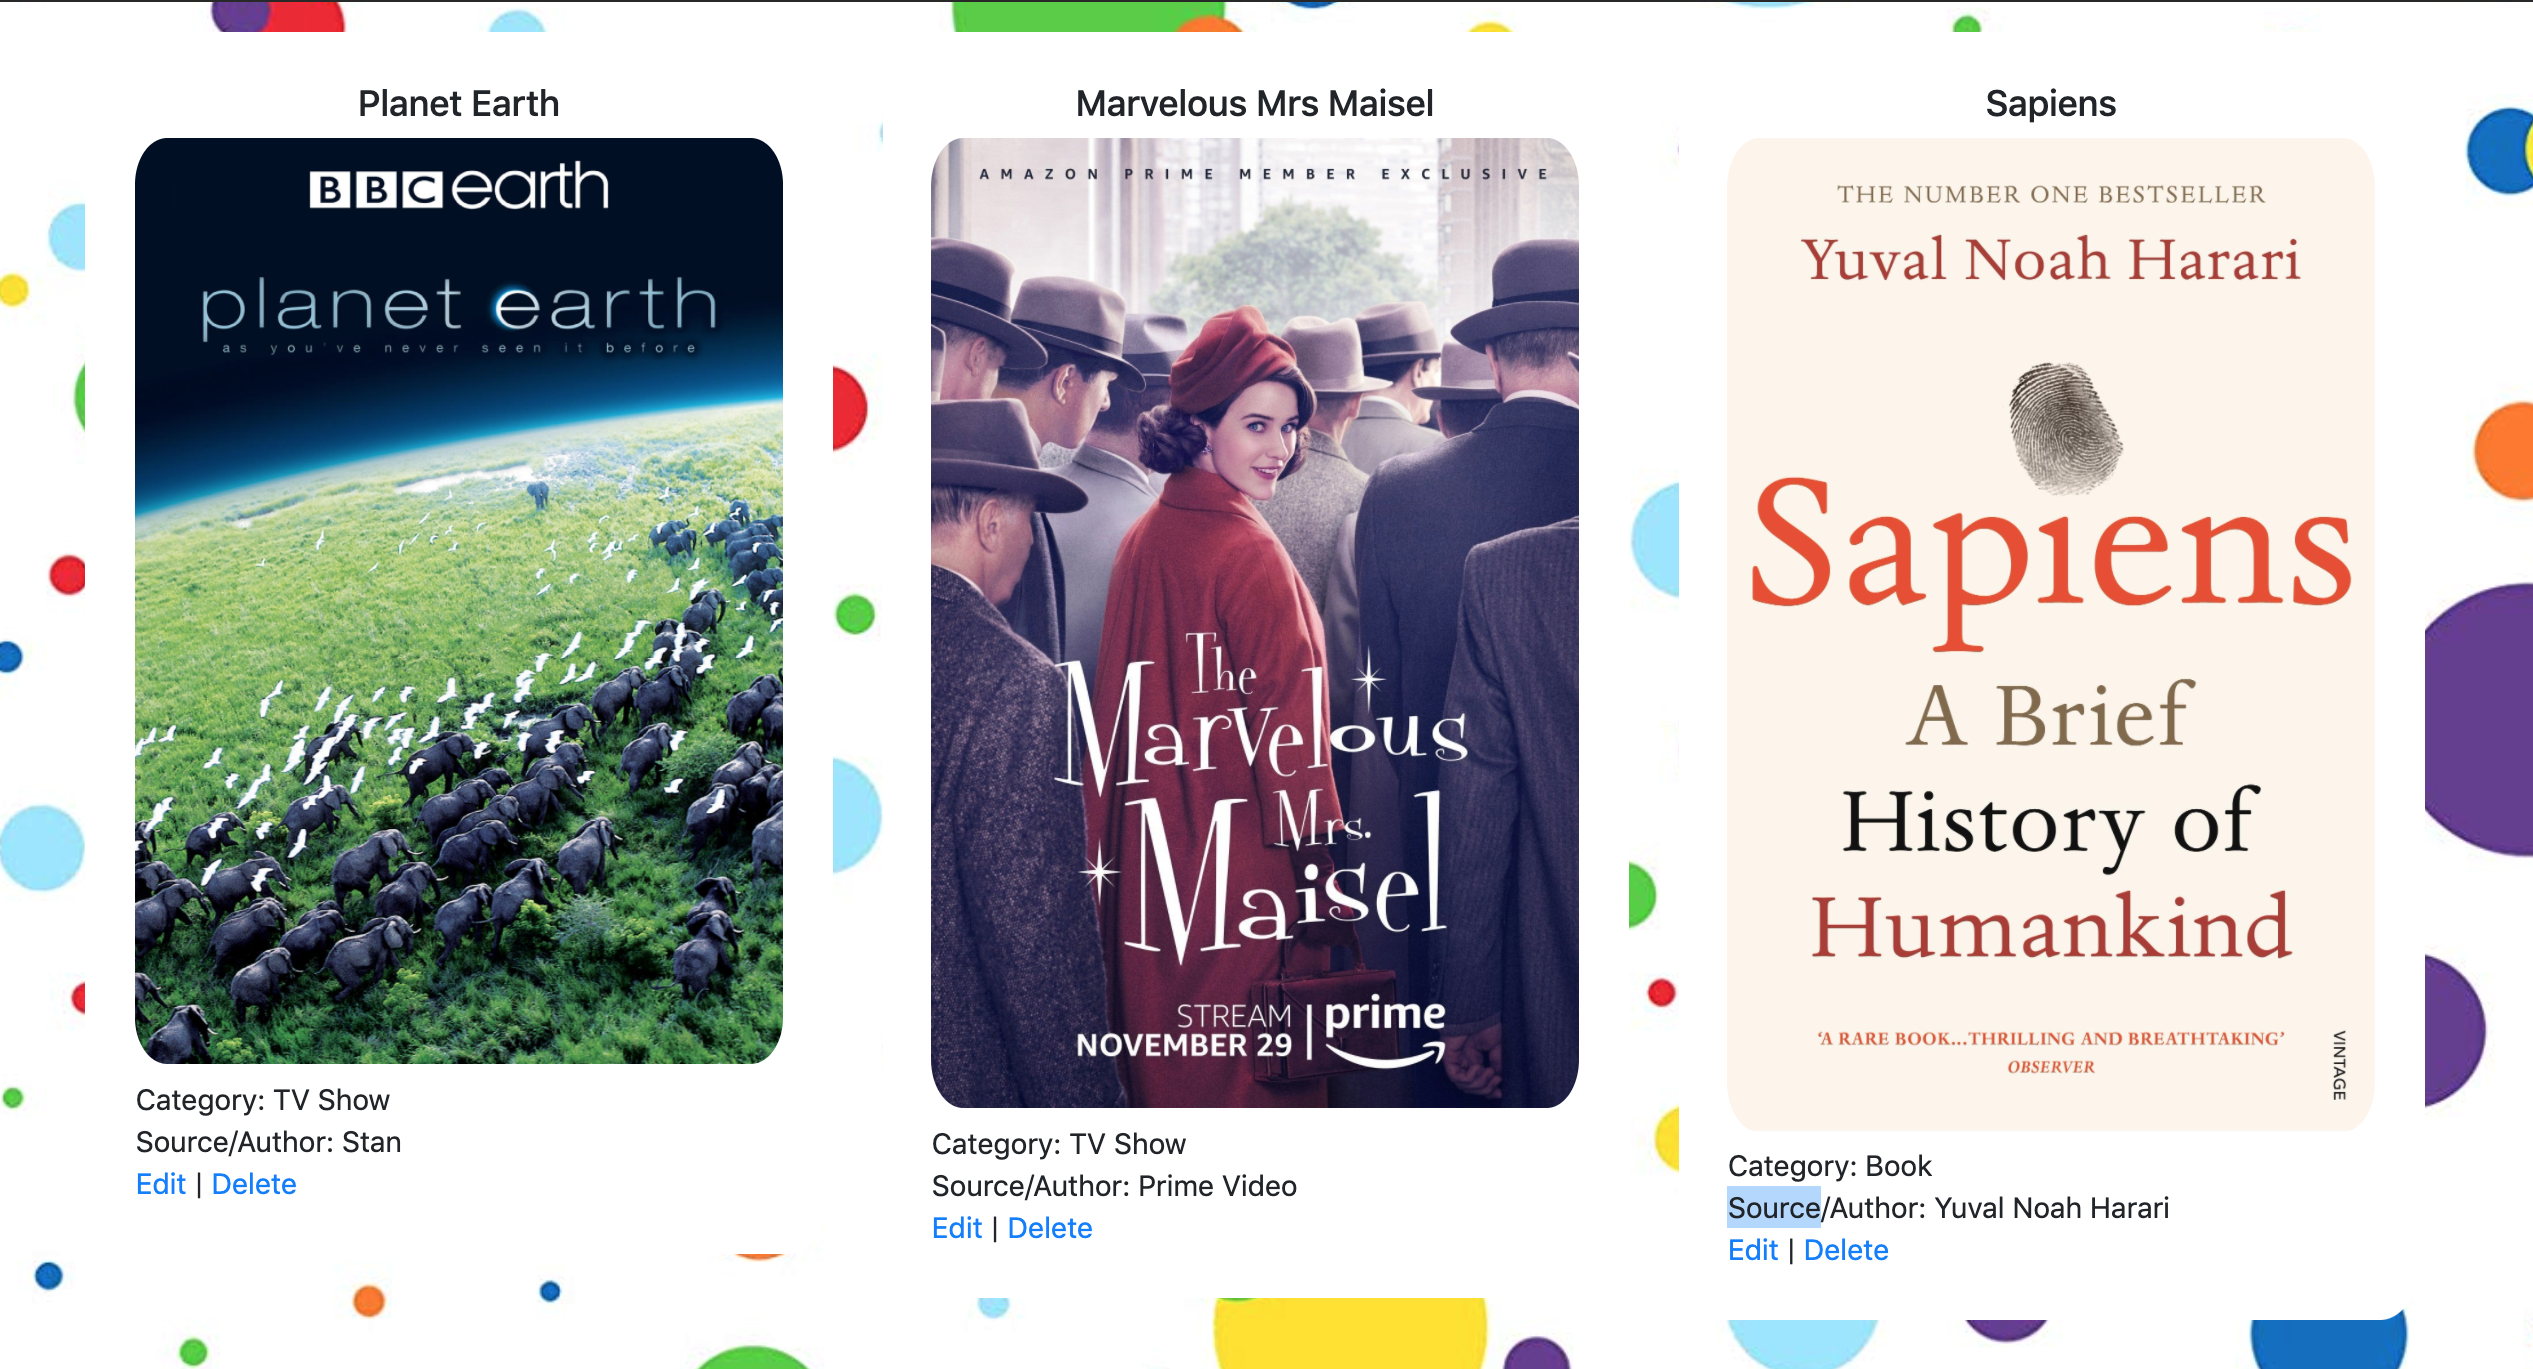 Planet Earth
BBC earth
planet earth
as you've never seen it before
Category: TV Show
Source/Author: Stan
Edit | Delete
Marvelous Mrs Maisel
AMAZON PRIME MEMBER EXCLUSIVE
The
Marvelous
Mrs.
Maisel
STREAM
NOVEMBER 29
prime
Category: TV Show
Source/Author: Prime Video
Edit | Delete
Sapiens
THE NUMBER ONE BESTSELLER
Yuval Noah Harari
Sapiens
A Brief
History of
Humankind
‘A RARE BOOK...THRILLING AND BREATHTAKING’
OBSERVER
VINTAGE
Category: Book
Source/Author: Yuval Noah Harari
Edit | Delete